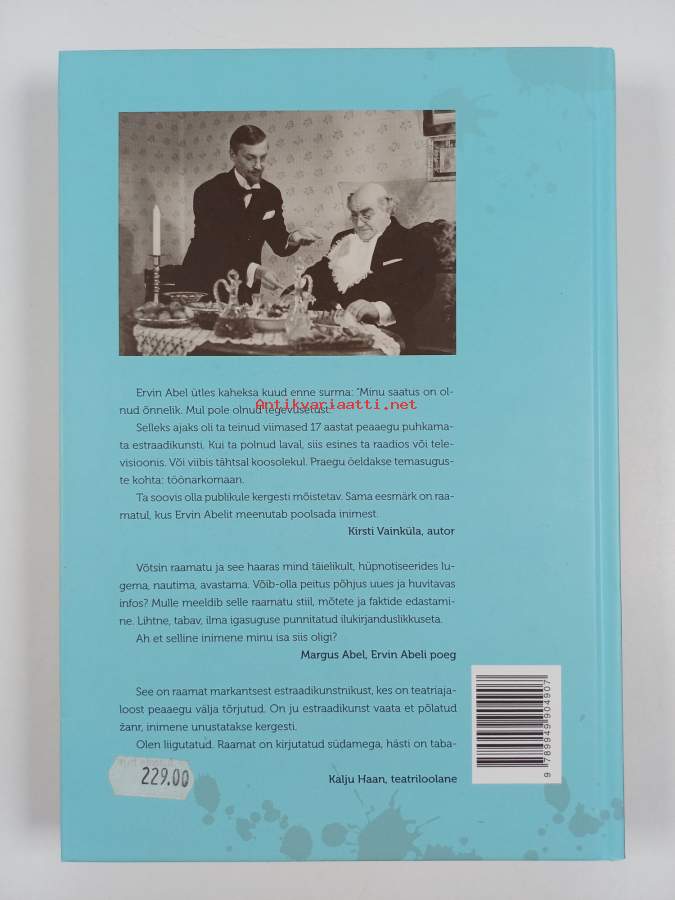 Ervin Abel ütles kaheksa kuud enne surma: "Minu saatus on ol-
nud õnnelik. Mul pole olnud tegevusetust."
Antikvariaatti.net
Selleks ajaks oli ta teinud viimased 17 aastat peaaegu puhkama-
ta estraadikunsti. Kui ta polnud laval, siis esines ta raadios või tele-
visioonis. Või viibis tähtsal koosolekul. Praegu öeldakse temasugus-
te kohta: töönarkomaan.
Ta soovis olla publikule kergesti mõistetav. Sama eesmärk on raa-
matul, kus Ervin Abelit meenutab poolsada inimest.
Kirsti Vainküla, autor
Võtsin raamatu ja see haaras mind täielikult, hüpnotiseerides lu-
gema, nautima, avastama. Võib-olla peitus põhjus uues ja huvitavas
infos? Mulle meeldib selle raamatu stiil, mõtete ja faktide edastami-
ne. Lihtne, tabav, ilma igasuguse punnitatud ilukirjanduslikkuseta.
Ah et selline inimene minu isa siis oligi?
Margus Abel, Ervin Abeli poeg
See on raamat markantsest estraadikunstnikust, kes on teatriaja-
loost peaaegu välja tõrjutud. On ju estraadikunst vaata et põlatud
žanr, inimene unustatakse kergesti.
Olen liigutatud. Raamat on kirjutatud südamega, hästi on taba-
Kalju Haan, teatriloolane
229.00
9 789949 904907